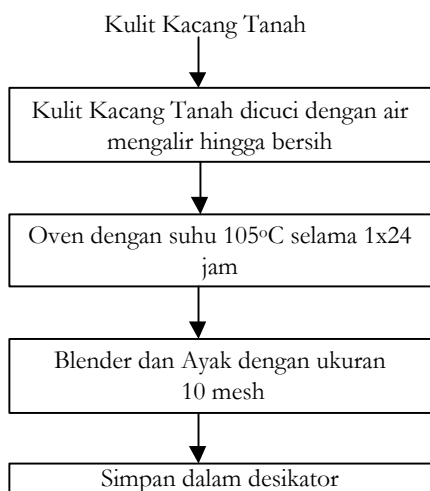 Kulit Kacang Tanah
Kulit Kacang Tanah dicuci dengan air
mengalir hingga bersih
Oven dengan suhu 105°C selama 1x24
jam
Blender dan Ayak dengan ukuran
10 mesh
Simpan dalam desikator